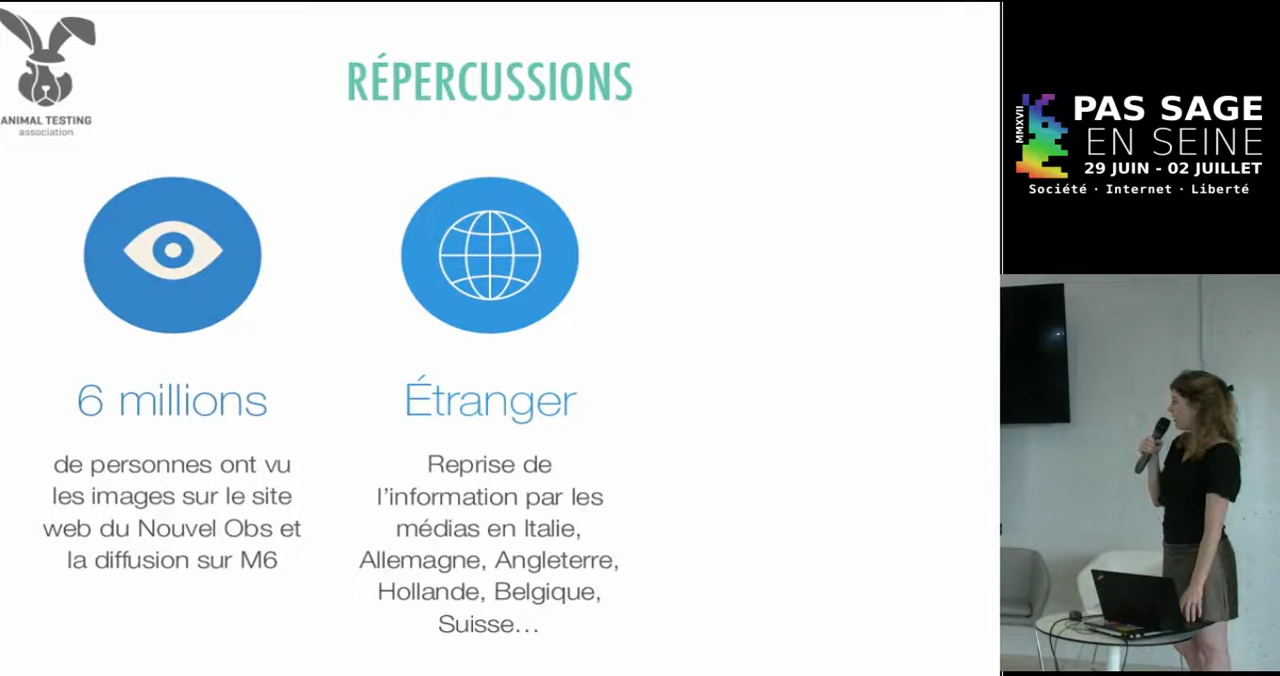 ANIMAL TESTING
association
RÉPERCUSSIONS
6 millions
de personnes ont vu
les images sur le site
web du Nouvel Obs et
la diffusion sur M6
Étranger
Reprise de
l'information par les
médias en Italie,
Allemagne, Angleterre,
Hollande, Belgique,
Suisse...
MMXVII
PAS SAGE
EN SEINE
29 JUIN - 02 JUILLET
Société · Internet · Liberté